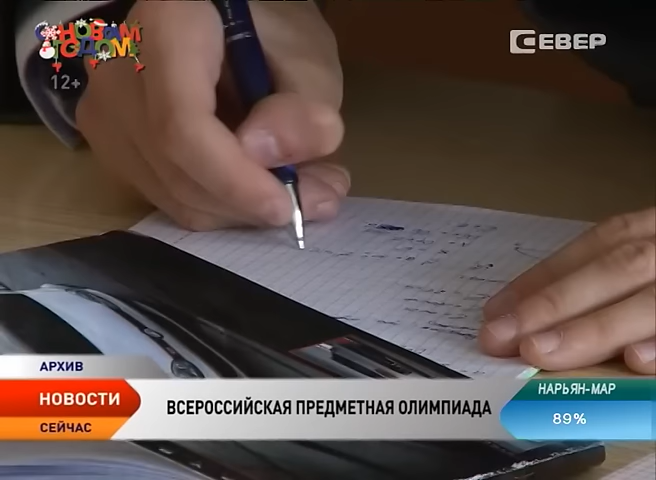 С НОВЫМ
ГОДОМ
12+
СЕВЕР
АРХИВ
НОВОСТИ
СЕЙЧАС
ВСЕРОССИЙСКАЯ ПРЕДМЕТНАЯ ОЛИМПИАДА
НАРЬЯН-МАР
89%